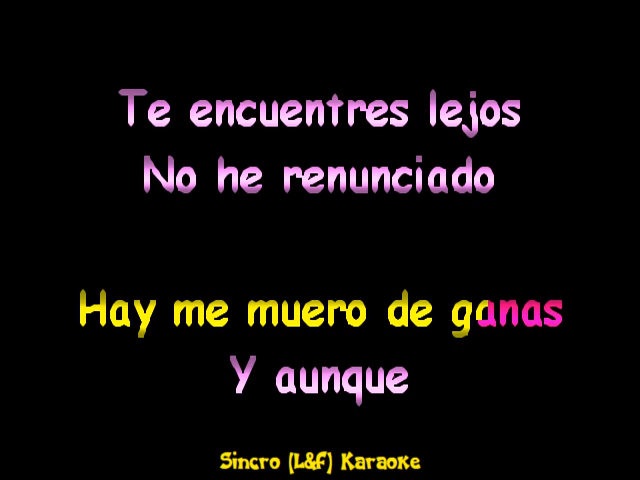 Te encuentres lejos
No he renunciado
Hay me muero de ganas
Y aunque
Sincro (L&F) Karaoke